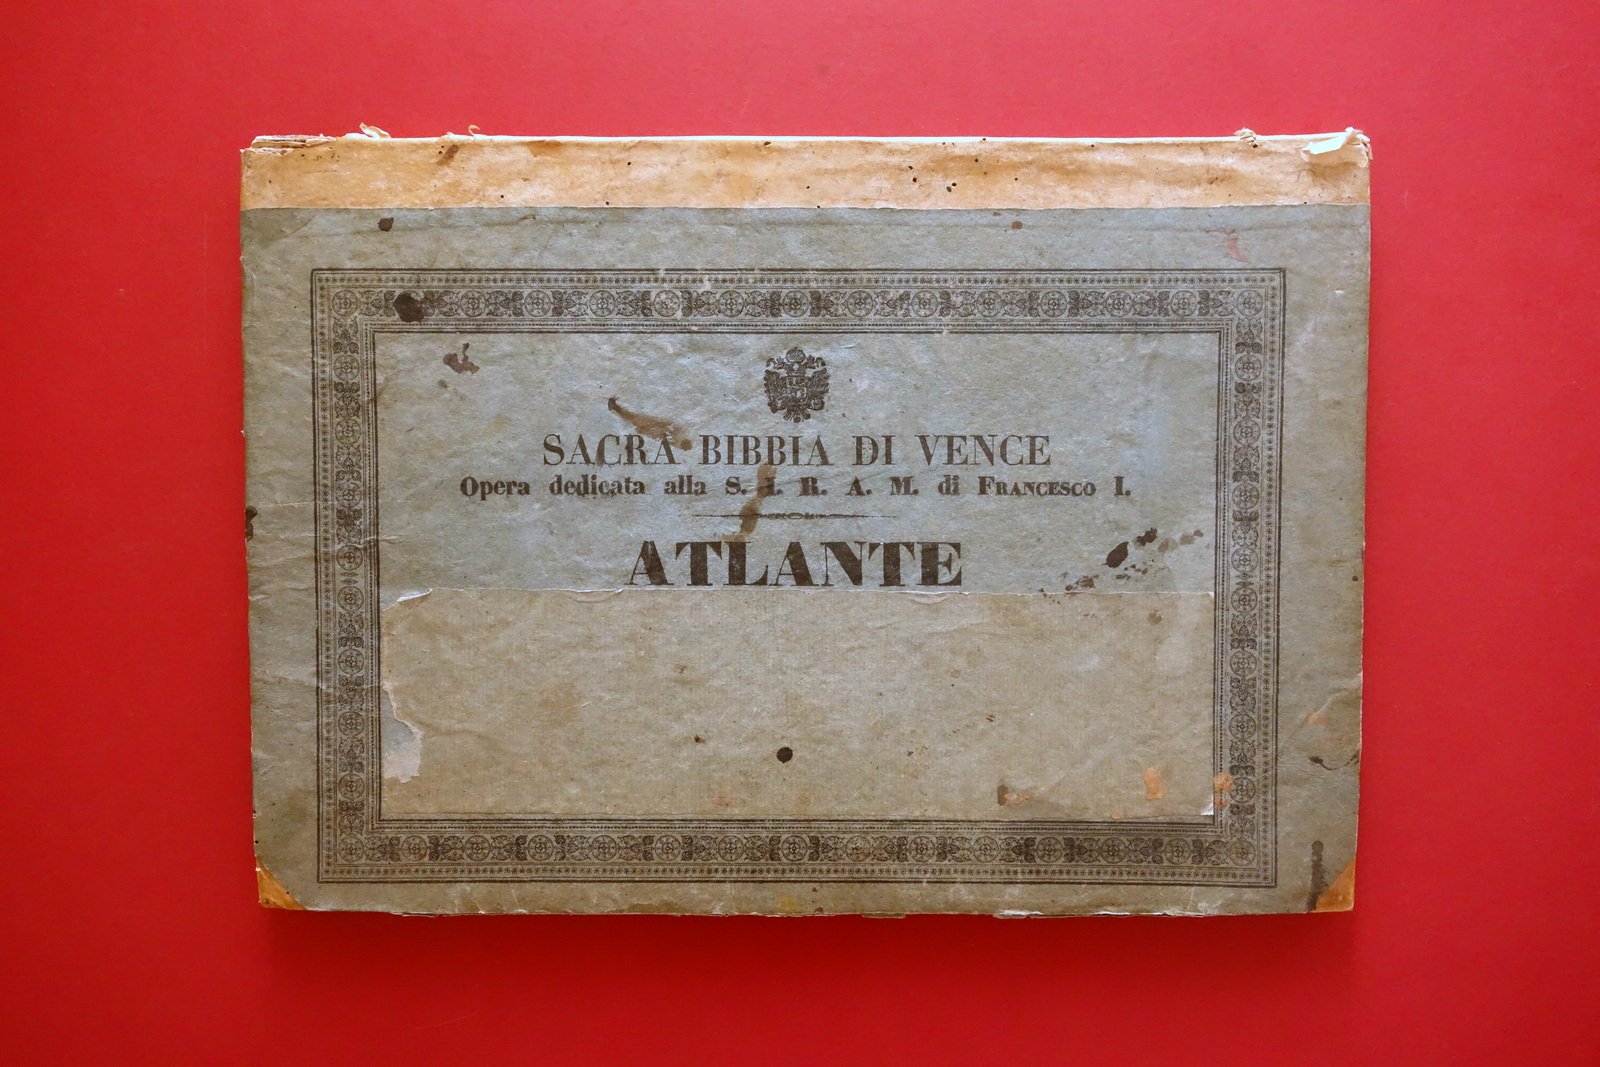 SACRA BIBBIA DI VENCE
Opera dedicata alla S. I. R. A. M. di FRANCESCO I.
ATLANTE